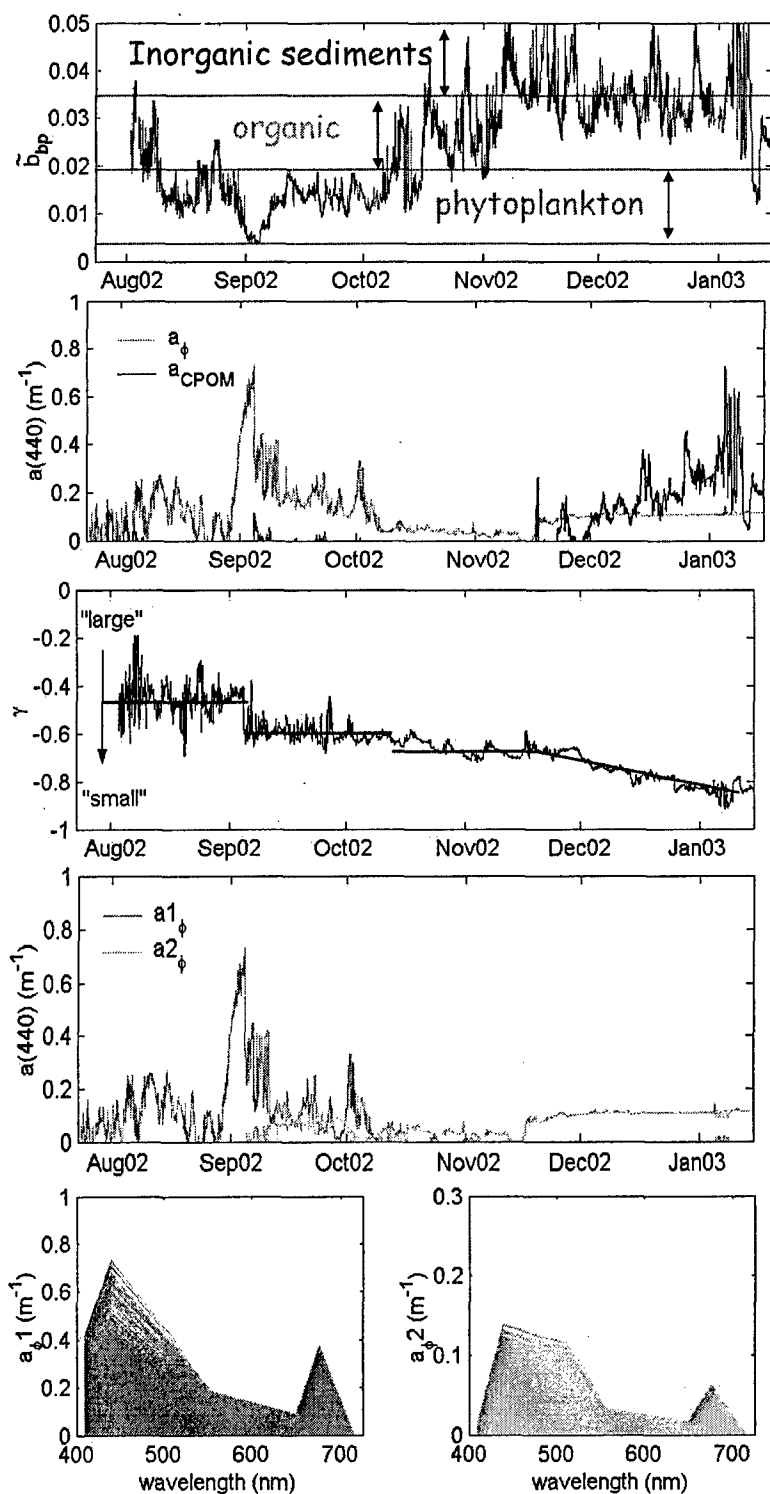 0.05
Inorganic sediments
0.04
0.03
organic
b̃bp
0.02
0.01
phytoplankton
0
Aug02 Sep02 Oct02 Nov02 Dec02 Jan03
1
aϕ
0.8
aCPOM
0.6
a(440) (m⁻¹)
0.4
0.2
0
Aug02 Sep02 Oct02 Nov02 Dec02 Jan03
0
"large"
-0.2
-0.4
γ
-0.6
-0.8
"small"
-1
Aug02 Sep02 Oct02 Nov02 Dec02 Jan03
1
a1ϕ
0.8
a2ϕ
0.6
a(440) (m⁻¹)
0.4
0.2
0
Aug02 Sep02 Oct02 Nov02 Dec02 Jan03
1
0.8
0.6
aϕ1 (m⁻¹)
0.4
0.2
0
400 500 600 700
wavelength (nm)
0.3
0.2
aϕ2 (m⁻¹)
0.1
0
400 500 600 700
wavelength (nm)